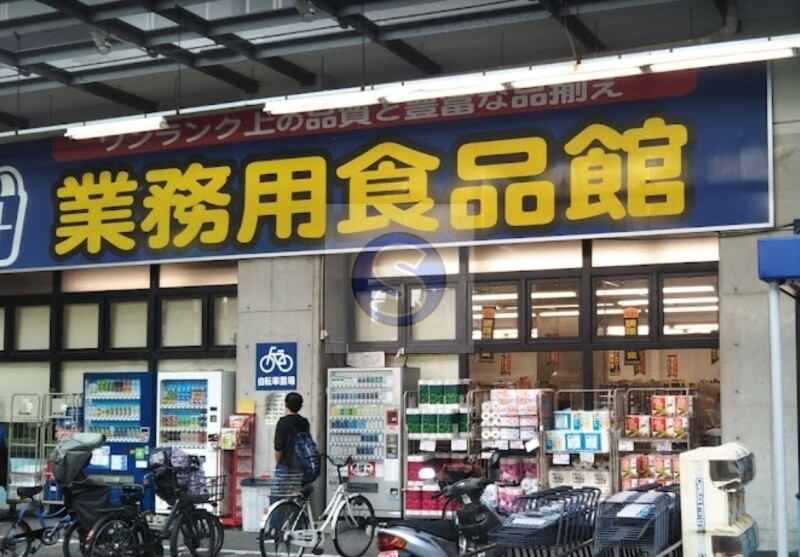 ワンランク上の品質と豊富な品揃え
業務用食品館
S
自転車置場